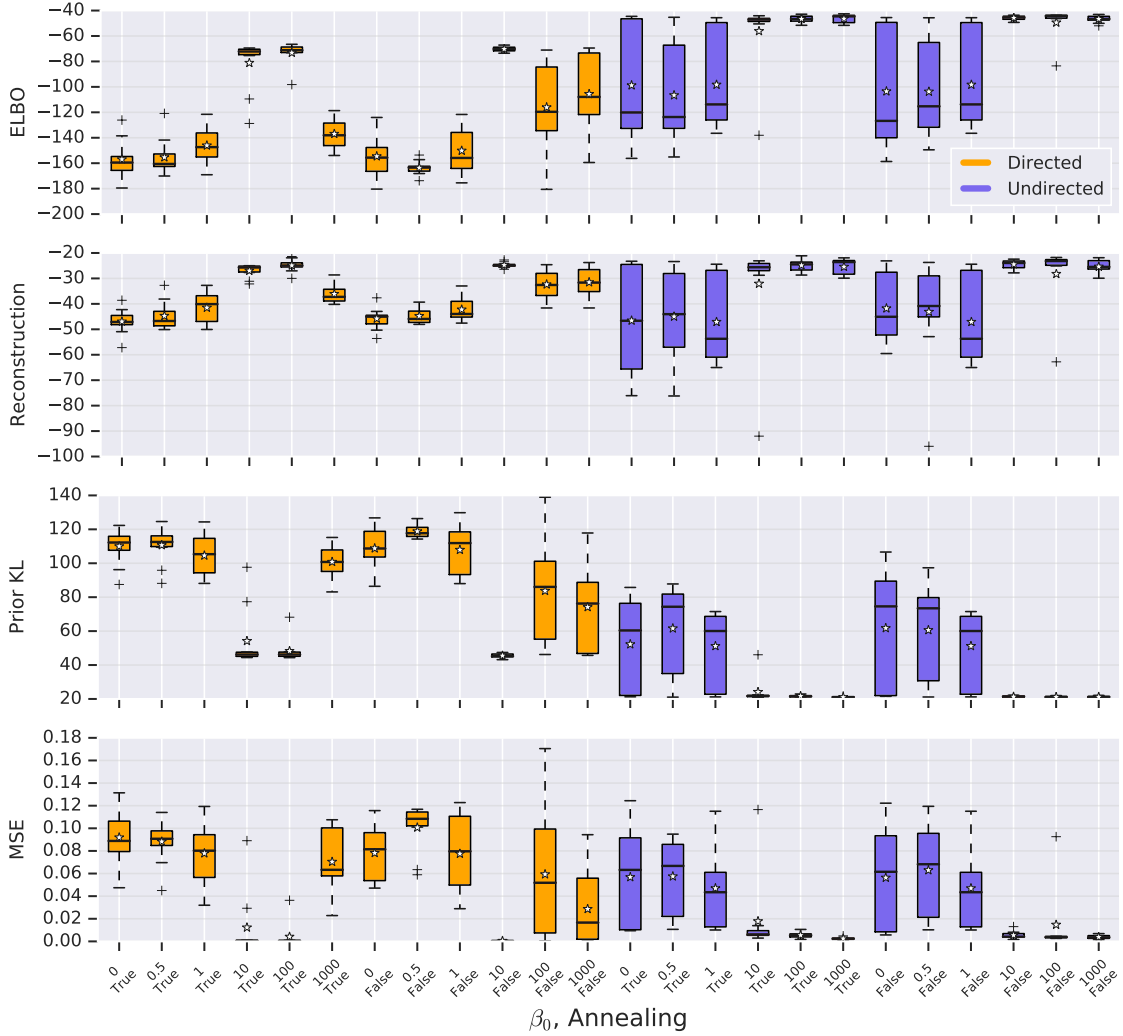 −40
−60
−80
−100
−120
−140
−160
−180
−200
ELBO
Directed
Undirected
−20
−30
−40
−50
−60
−70
−80
−90
−100
Reconstruction
140
120
100
80
60
40
20
Prior KL
0.18
0.16
0.14
0.12
0.10
0.08
0.06
0.04
0.02
0.00
MSE
0 True
0.5 True
1 True
10 True
100 True
1000 True
0 False
0.5 False
1 False
10 False
100 False
1000 False
0 True
0.5 True
1 True
10 True
100 True
1000 True
0 False
0.5 False
1 False
10 False
100 False
1000 False
β₀, Annealing